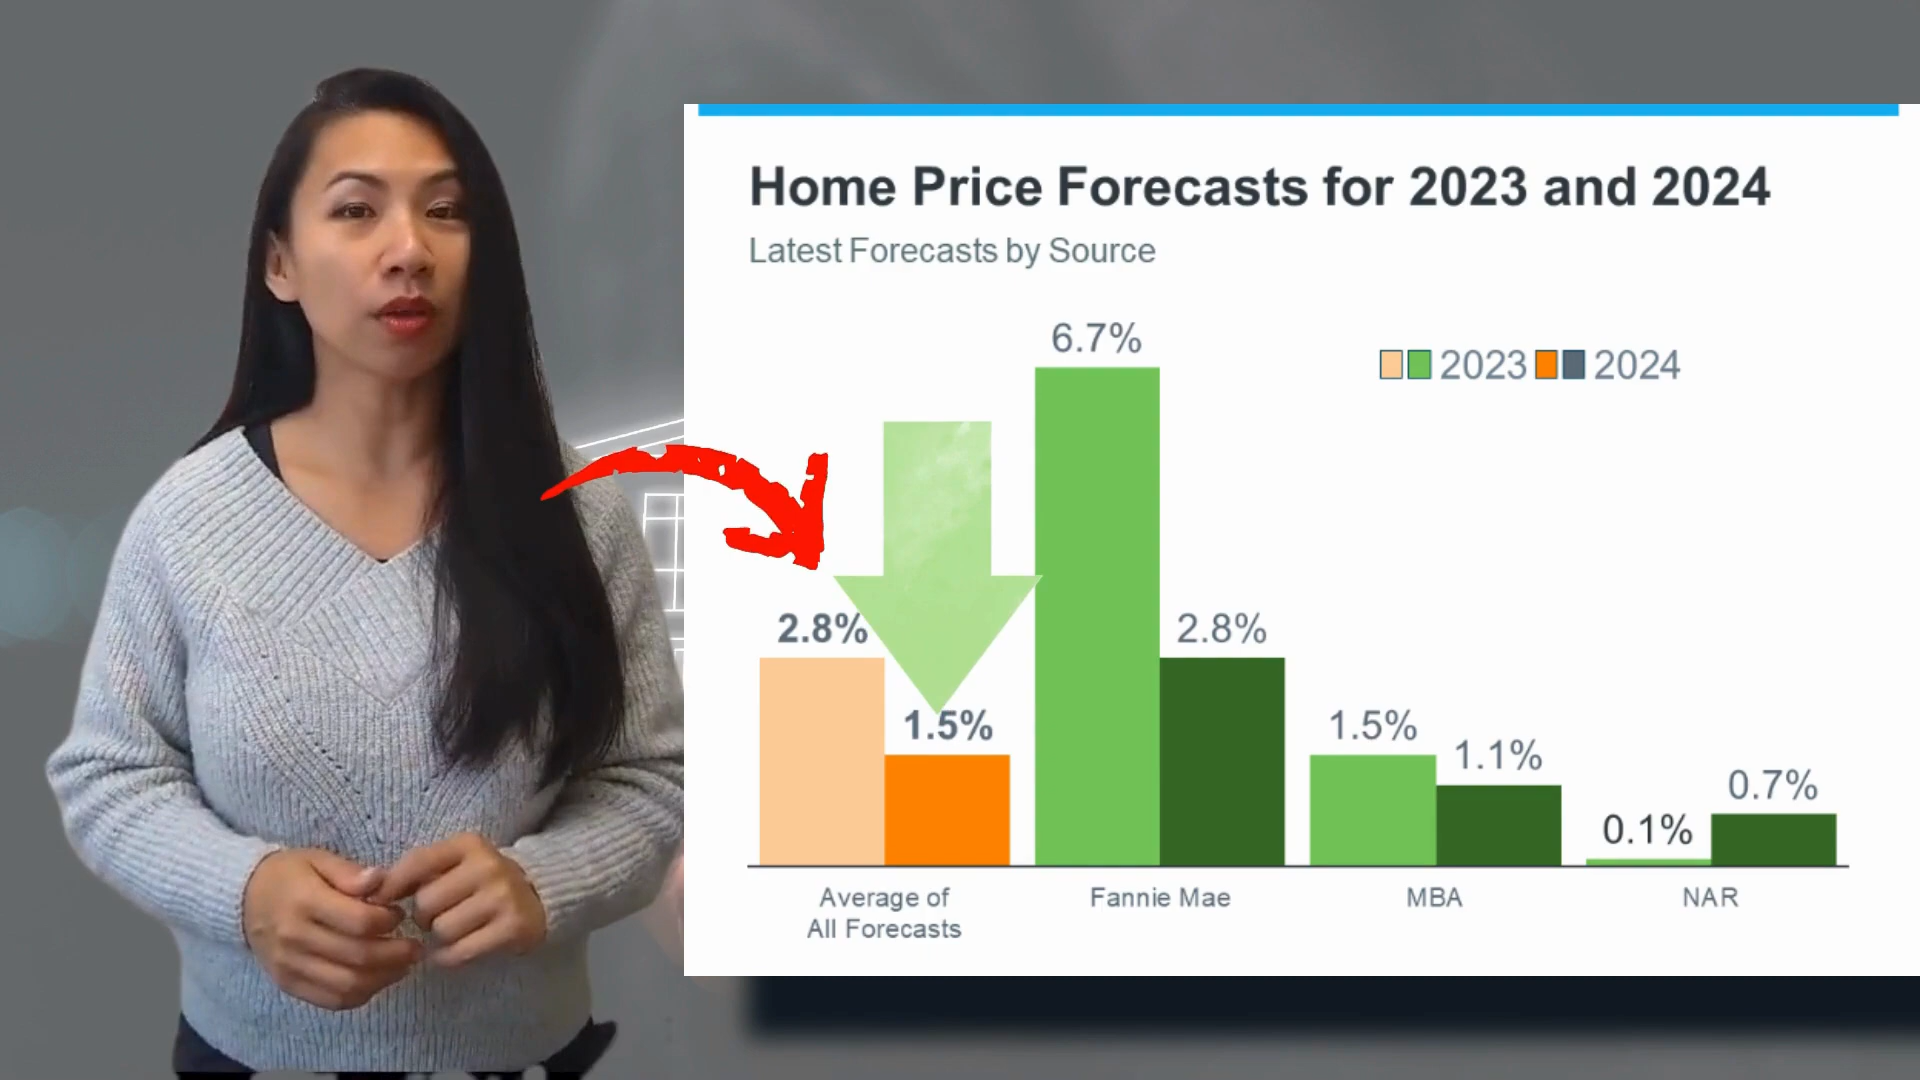 Home Price Forecasts for 2023 and 2024
Latest Forecasts by Source
2023 2024
6.7%
2.8%
2.8%
1.5%
1.5%
1.1%
0.1%
0.7%
Average of
All Forecasts
Fannie Mae
MBA
NAR